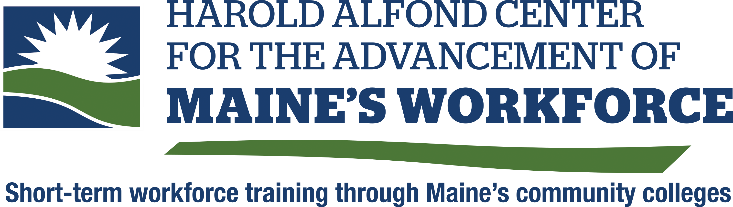 HAROLD ALFOND CENTER
FOR THE ADVANCEMENT OF
MAINE'S WORKFORCE
Short-term workforce training through Maine's community colleges